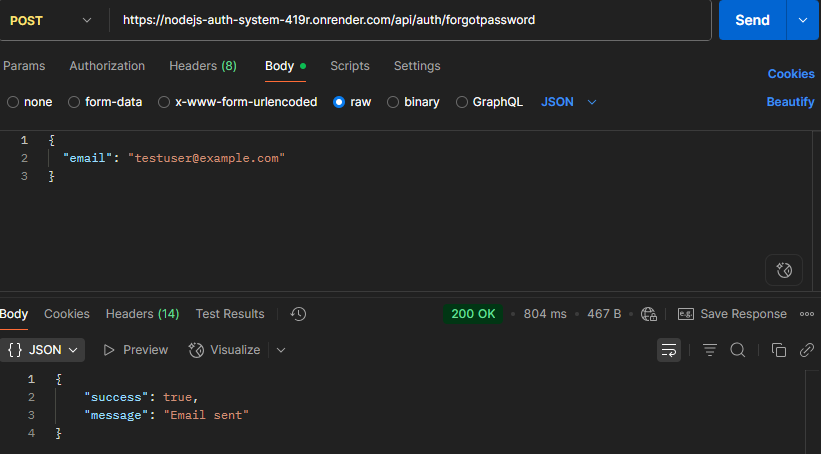 POST https://nodejs-auth-system-419r.onrender.com/api/auth/forgotpassword Send
Params Authorization Headers (8) Body Scripts Settings Cookies
none form-data x-www-form-urlencoded raw binary GraphQL JSON Beautify
1 {
2 "email": "testuser@example.com"
3 }
Body Cookies Headers (14) Test Results 200 OK • 804 ms • 467 B • e.g. Save Response
{} JSON Preview Visualize
1 {
2 "success": true,
3 "message": "Email sent"
4 }